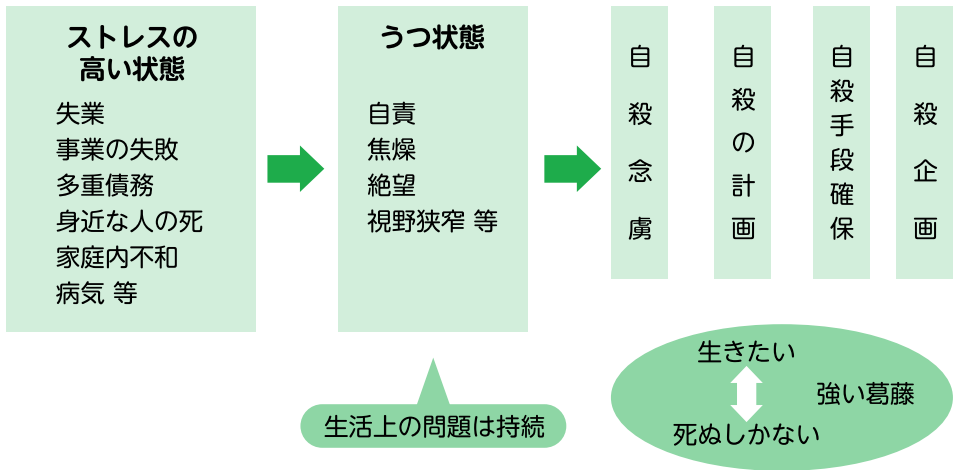 ストレスの
高い状態
失業
事業の失敗
多重債務
身近な人の死
家庭内不和
病気 等
うつ状態
自責
焦燥
絶望
視野狭窄 等
自殺念慮
自殺の計画
自殺手段確保
自殺企画
生活上の問題は持続
生きたい
強い葛藤
死ぬしかない